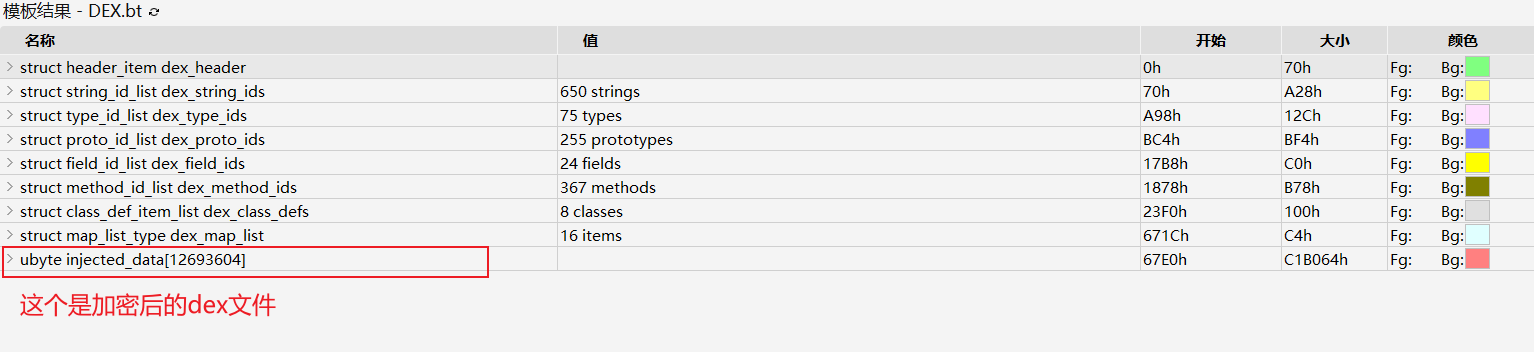 模板结果 - DEX.bt
名称 值 开始 大小 颜色
struct header_item dex_header 0h 70h Fg: Bg:
struct string_id_list dex_string_ids 650 strings 70h A28h Fg: Bg:
struct type_id_list dex_type_ids 75 types A98h 12Ch Fg: Bg:
struct proto_id_list dex_proto_ids 255 prototypes BC4h BF4h Fg: Bg:
struct field_id_list dex_field_ids 24 fields 17B8h C0h Fg: Bg:
struct method_id_list dex_method_ids 367 methods 1878h B78h Fg: Bg:
struct class_def_item_list dex_class_defs 8 classes 23F0h 100h Fg: Bg:
struct map_list_type dex_map_list 16 items 671Ch C4h Fg: Bg:
ubyte injected_data[12693604] 67E0h C1B064h Fg: Bg:
这个是加密后的dex文件